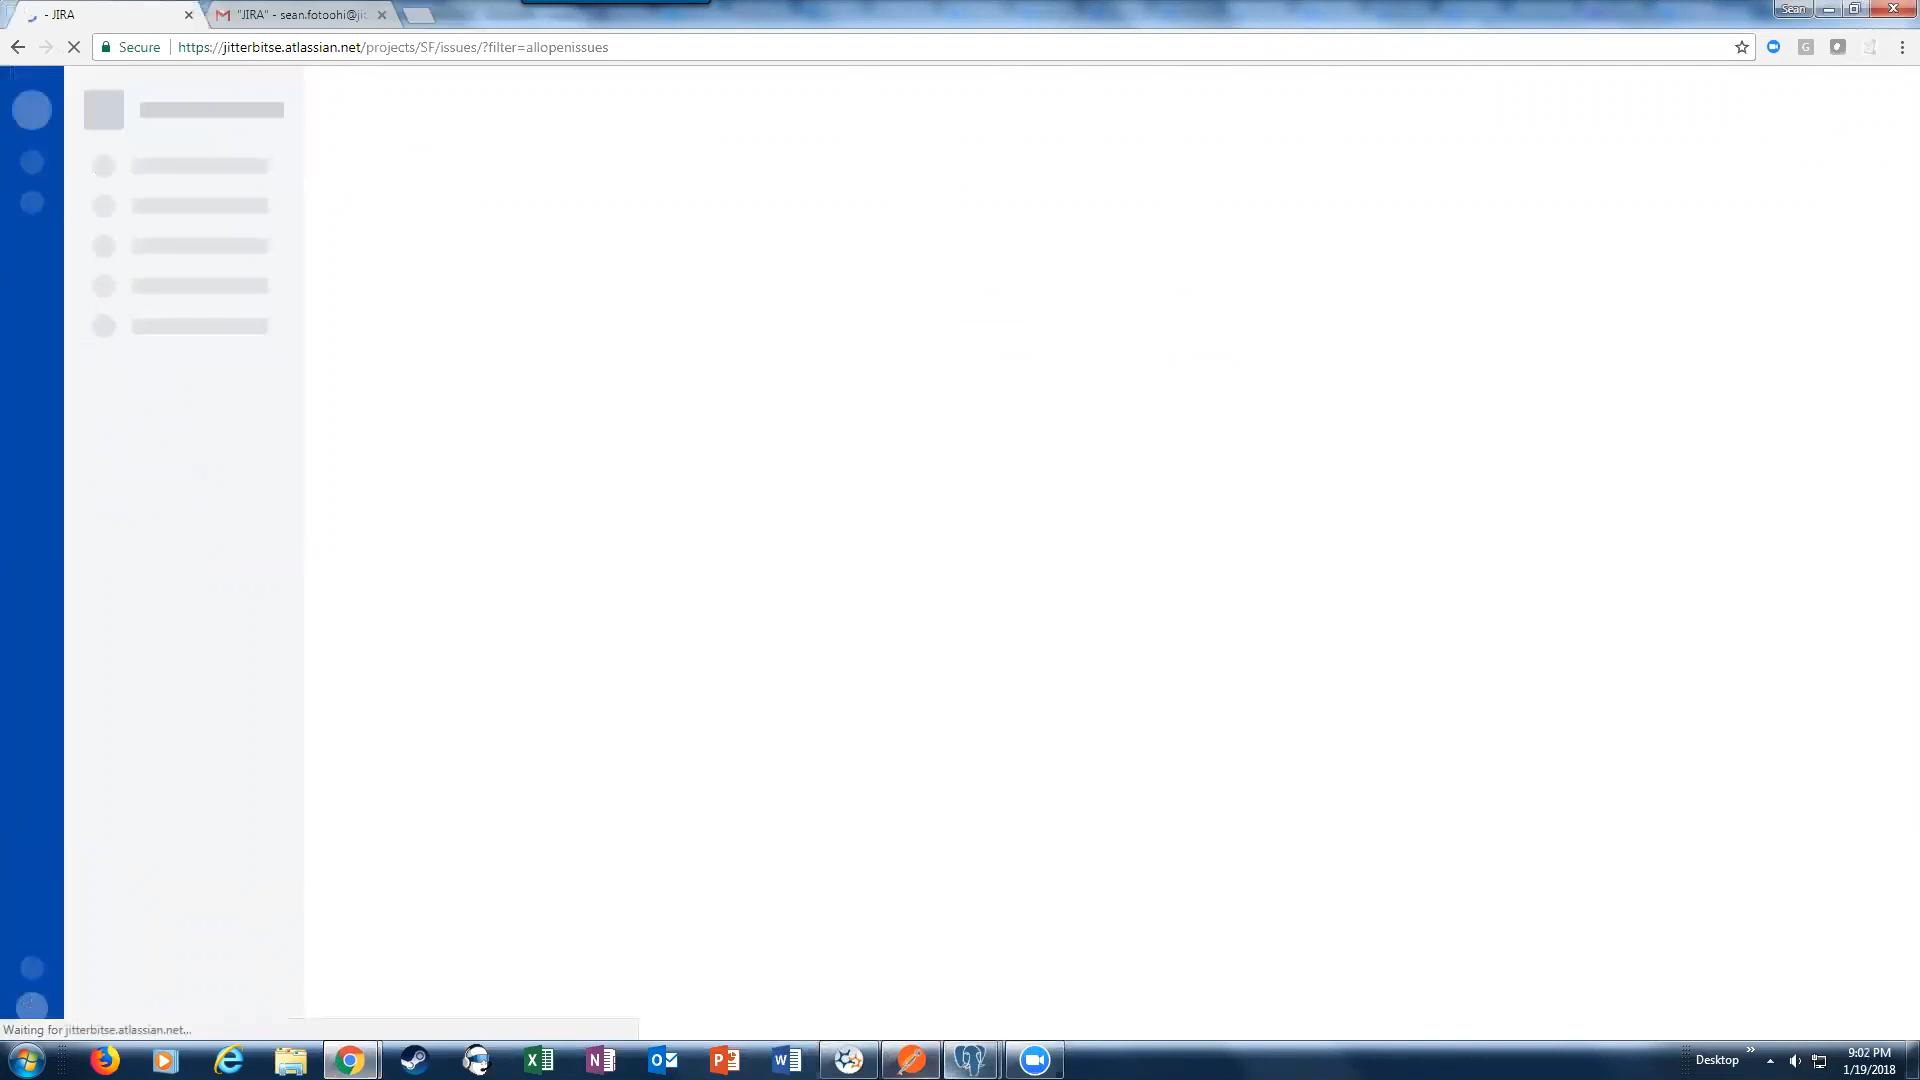 - JIRA
"JIRA" - sean.fotoohi@jit
Sean
Secure
https://jitterbitse.atlassian.net/projects/SF/issues/?filter=allopenissues
Waiting for jitterbitse.atlassian.net...
Desktop
9:02 PM
1/19/2018